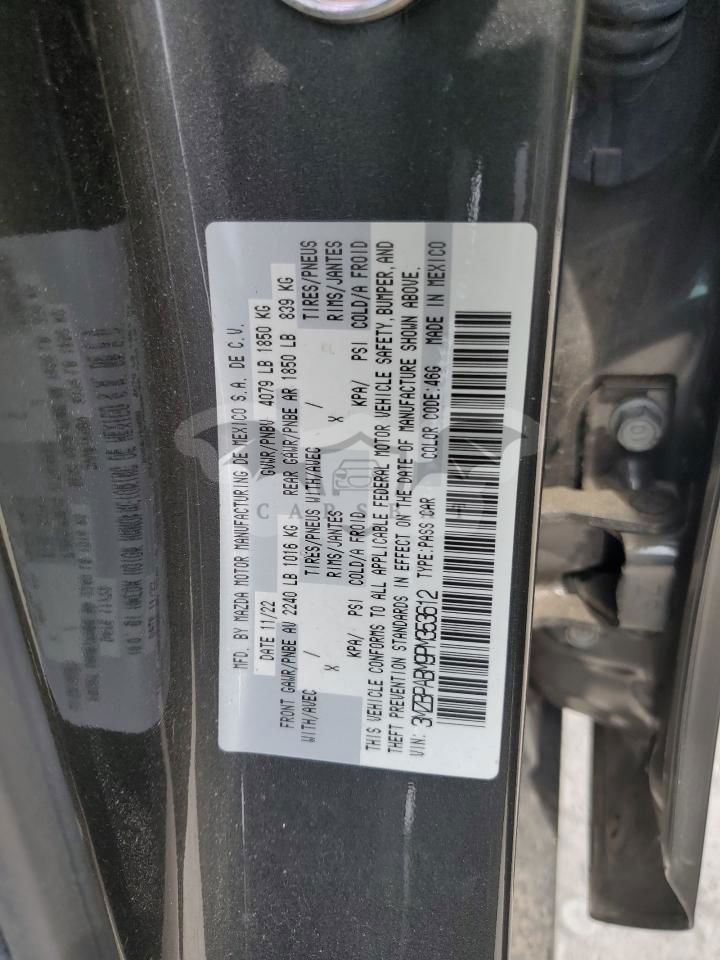 MFD. BY MAZDA MOTOR MANUFACTURING DE MEXICO S.A. DE C.V.
DATE 11/22 GVWR/PNBV 4079 LB 1850 KG
FRONT GAWR/PNBE AV 2240 LB 1016 KG REAR GAWR/PNBE AR 1850 LB 839 KG
WITH/AVEC / TIRES/PNEUS WITH/AVEC / TIRES/PNEUS
X RIMS/JANTES X RIMS/JANTES
KPA/ PSI COLD/A FROID KPA/ PSI COLD/A FROID
THIS VEHICLE CONFORMS TO ALL APPLICABLE FEDERAL MOTOR VEHICLE SAFETY, BUMPER, AND
THEFT PREVENTION STANDARDS IN EFFECT ON THE DATE OF MANUFACTURE SHOWN ABOVE.
VIN: 3MZBPABM9PM353612 TYPE:PASS CAR COLOR CODE:46G MADE IN MEXICO